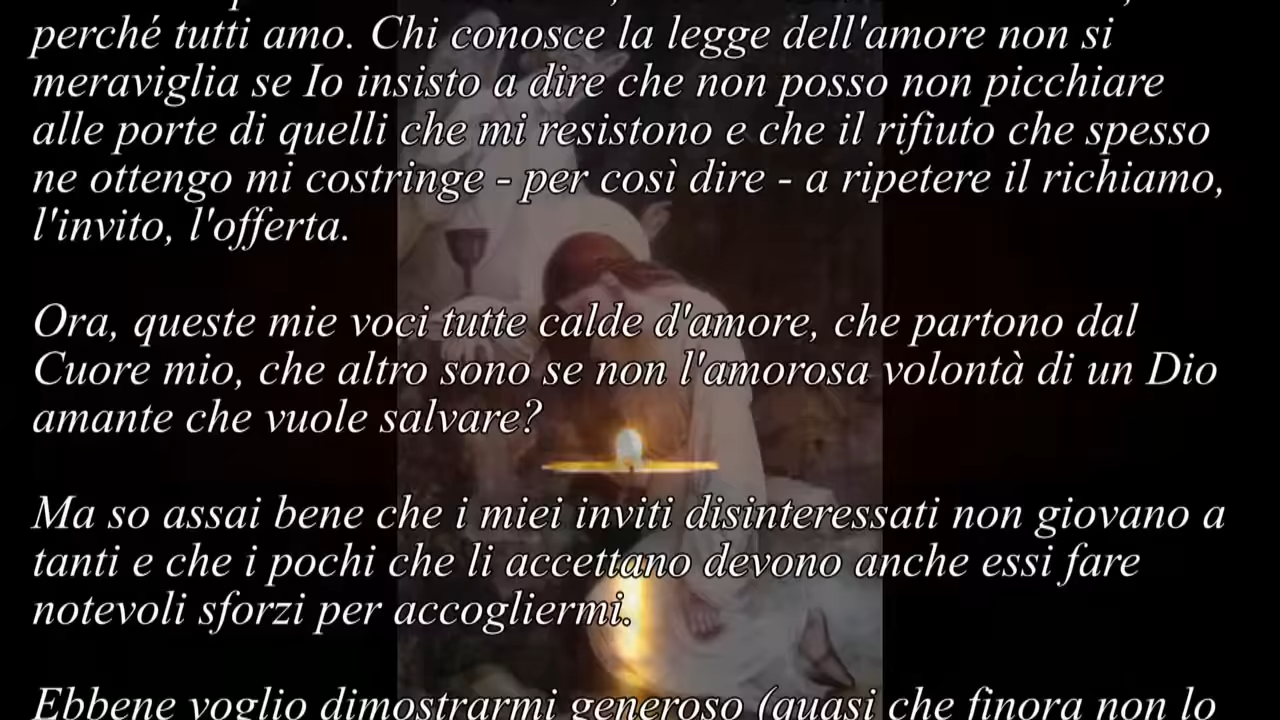 perché tutti amo. Chi conosce la legge dell'amore non si
meraviglia se Io insisto a dire che non posso non picchiare
alle porte di quelli che mi resistono e che il rifiuto che spesso
ne ottengo mi costringe - per così dire - a ripetere il richiamo,
l'invito, l'offerta.
Ora, queste mie voci tutte calde d'amore, che partono dal
Cuore mio, che altro sono se non l'amorosa volontà di un Dio
amante che vuole salvare?
Ma so assai bene che i miei inviti disinteressati non giovano a
tanti e che i pochi che li accettano devono anche essi fare
notevoli sforzi per accogliermi.
Ebbene voglio dimostrarmi generoso (quasi che finora non lo